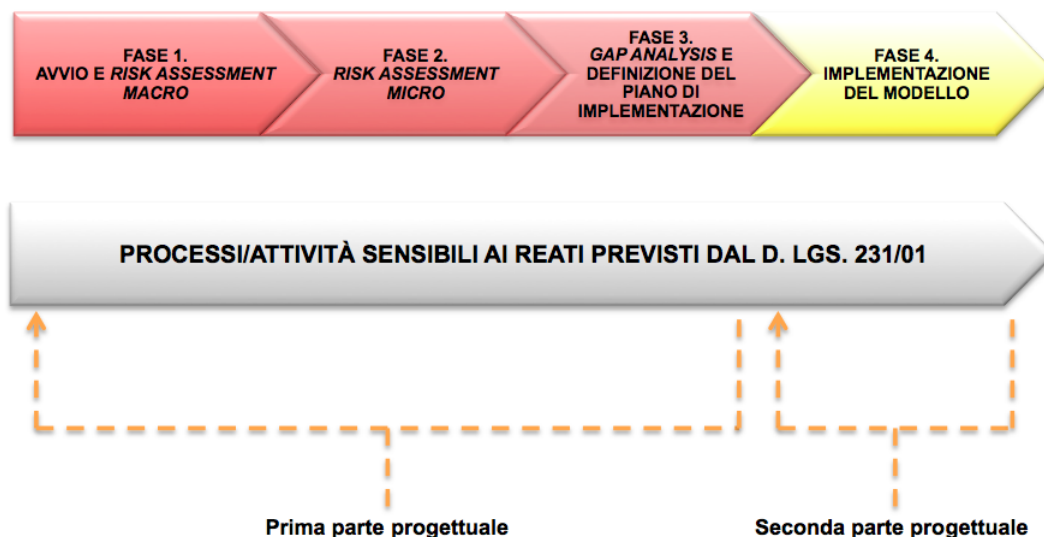 FASE 1.
AVVIO E RISK ASSESSMENT
MACRO
FASE 2.
RISK ASSESSMENT
MICRO
FASE 3.
GAP ANALYSIS E
DEFINIZIONE DEL
PIANO DI
IMPLEMENTAZIONE
FASE 4.
IMPLEMENTAZIONE
DEL MODELLO
PROCESSI/ATTIVITÀ SENSIBILI AI REATI PREVISTI DAL D. LGS. 231/01
Prima parte progettuale
Seconda parte progettuale